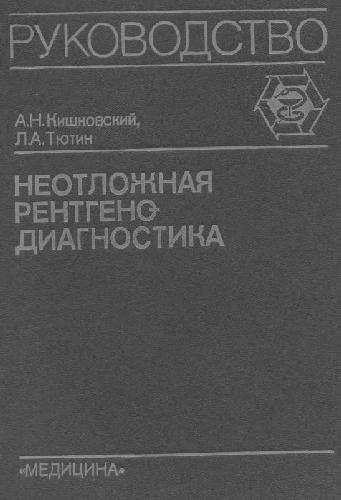 РУКОВОДСТВО
А.Н.Кишковский,
Л.А.Тютин
НЕОТЛОЖНАЯ
РЕНТГЕНО-
ДИАГНОСТИКА
«МЕДИЦИНА»